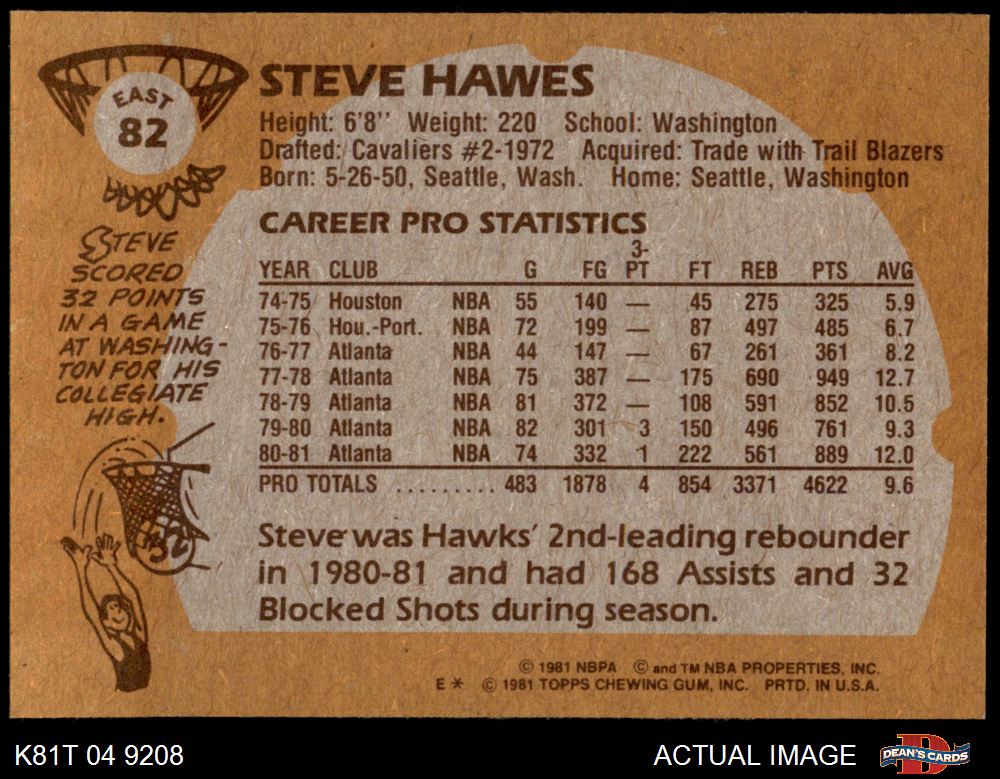 EAST
82
STEVE HAWES
Height: 6'8'' Weight: 220 School: Washington
Drafted: Cavaliers #2-1972 Acquired: Trade with Trail Blazers
Born: 5-26-50, Seattle, Wash. Home: Seattle, Washington
STEVE
SCORED
32 POINTS
IN A GAME
AT WASHING-
TON FOR HIS
COLLEGIATE
HIGH.
32
CAREER PRO STATISTICS
YEAR CLUB G FG 3-PT FT REB PTS AVG
74-75 Houston NBA 55 140 — 45 275 325 5.9
75-76 Hou.-Port. NBA 72 199 — 87 497 485 6.7
76-77 Atlanta NBA 44 147 — 67 261 361 8.2
77-78 Atlanta NBA 75 387 — 175 690 949 12.7
78-79 Atlanta NBA 81 372 — 108 591 852 10.5
79-80 Atlanta NBA 82 301 3 150 496 761 9.3
80-81 Atlanta NBA 74 332 1 222 561 889 12.0
PRO TOTALS .......... 483 1878 4 854 3371 4622 9.6
Steve was Hawks' 2nd-leading rebounder
in 1980-81 and had 168 Assists and 32
Blocked Shots during season.
© 1981 NBPA © and TM NBA PROPERTIES, INC.
E * © 1981 TOPPS CHEWING GUM, INC. PRTD. IN U.S.A.
K81T 04 9208
ACTUAL IMAGE
D
DEAN'S CARDS